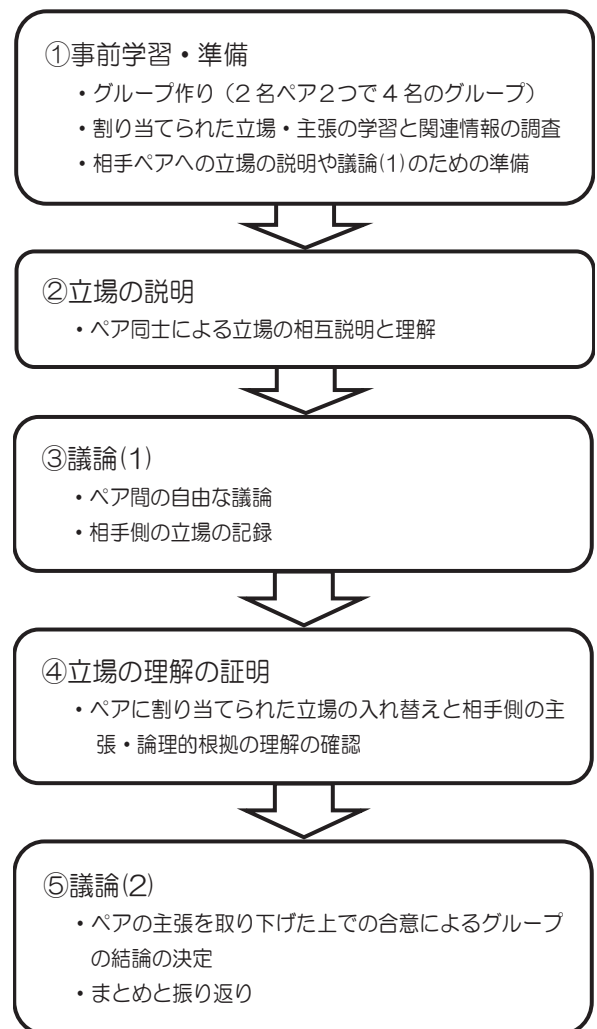 ①事前学習・準備
・グループ作り（2名ペア2つで4名のグループ）
・割り当てられた立場・主張の学習と関連情報の調査
・相手ペアへの立場の説明や議論(1)のための準備
②立場の説明
・ペア同士による立場の相互説明と理解
③議論(1)
・ペア間の自由な議論
・相手側の立場の記録
④立場の理解の証明
・ペアに割り当てられた立場の入れ替えと相手側の主
張・論理的根拠の理解の確認
⑤議論(2)
・ペアの主張を取り下げた上での合意によるグループ
の結論の決定
・まとめと振り返り